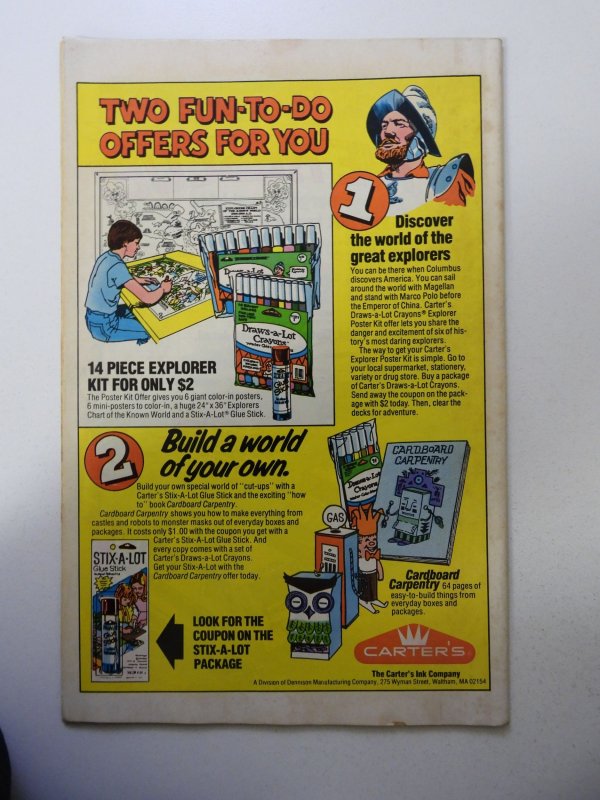 TWO FUN-TO-DO
OFFERS FOR YOU
1
Discover
the world of the
great explorers
You can be there when Columbus
discovers America. You can sail
around the world with Magellan
and stand with Marco Polo before
the Emperor of China. Carter's
Draws-a-Lot Crayons® Explorer
Poster Kit offer lets you share the
danger and excitement of six of his-
tory's most daring explorers.
The way to get your Carter's
Explorer Poster Kit is simple. Go to
your local supermarket, stationery,
variety or drug store. Buy a package
of Carter's Draws-a-Lot Crayons.
Send away the coupon on the pack-
age with $2 today. Then, clear the
decks for adventure.
Draws-a-Lot
Crayons
14 PIECE EXPLORER
KIT FOR ONLY $2
The Poster Kit Offer gives you 6 giant color-in posters,
6 mini-posters to color-in, a huge 24" x 36" Explorers
Chart of the Known World and a Stix-A-Lot® Glue Stick.
2
Build a world
of your own.
Build your own special world of "cut-ups" with a
Carter's Stix-A-Lot Glue Stick and the exciting "how
to" book Cardboard Carpentry.
Cardboard Carpentry shows you how to make everything from
castles and robots to monster masks out of everyday boxes and
packages. It costs only $1.00 with the coupon you get with a
Carter's Stix-A-Lot Glue Stick. And
every copy comes with a set of
Carter's Draws-a-Lot Crayons.
Get your Stix-A-Lot with the
Cardboard Carpentry offer today.
STIX-A-LOT
Glue Stick
LOOK FOR THE
COUPON ON THE
STIX-A-LOT
PACKAGE
Draws-a-Lot
Crayons
GAS
CARDBOARD
CARPENTRY
Cardboard
Carpentry 64 pages of
easy-to-build things from
everyday boxes and
packages.
CARTER'S
The Carter's Ink Company
A Division of Dennison Manufacturing Company, 275 Wyman Street, Waltham, MA 02154